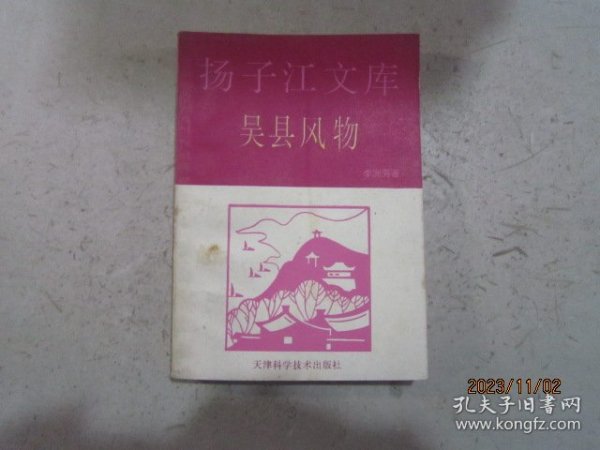 扬子江文库
吴县风物
天津科学技术出版社
2023/11/02
孔夫子旧书网
www.kongfz.com